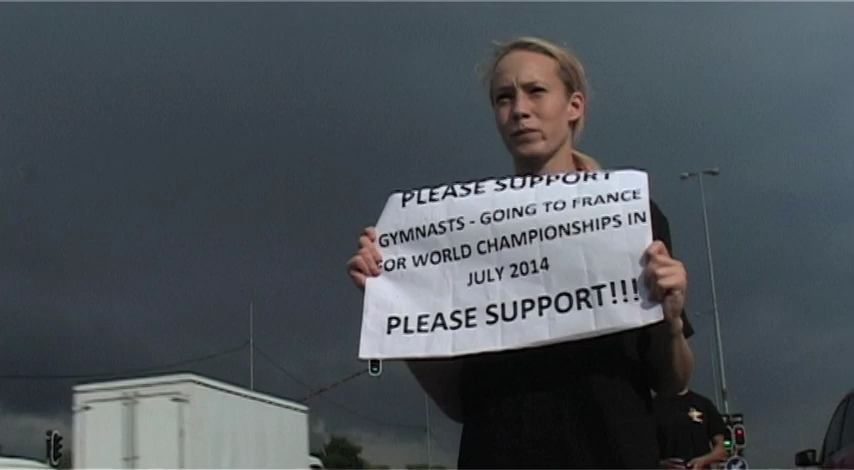 PLEASE SUPPORT
GYMNASTS - GOING TO FRANCE
FOR WORLD CHAMPIONSHIPS IN
JULY 2014
PLEASE SUPPORT!!!